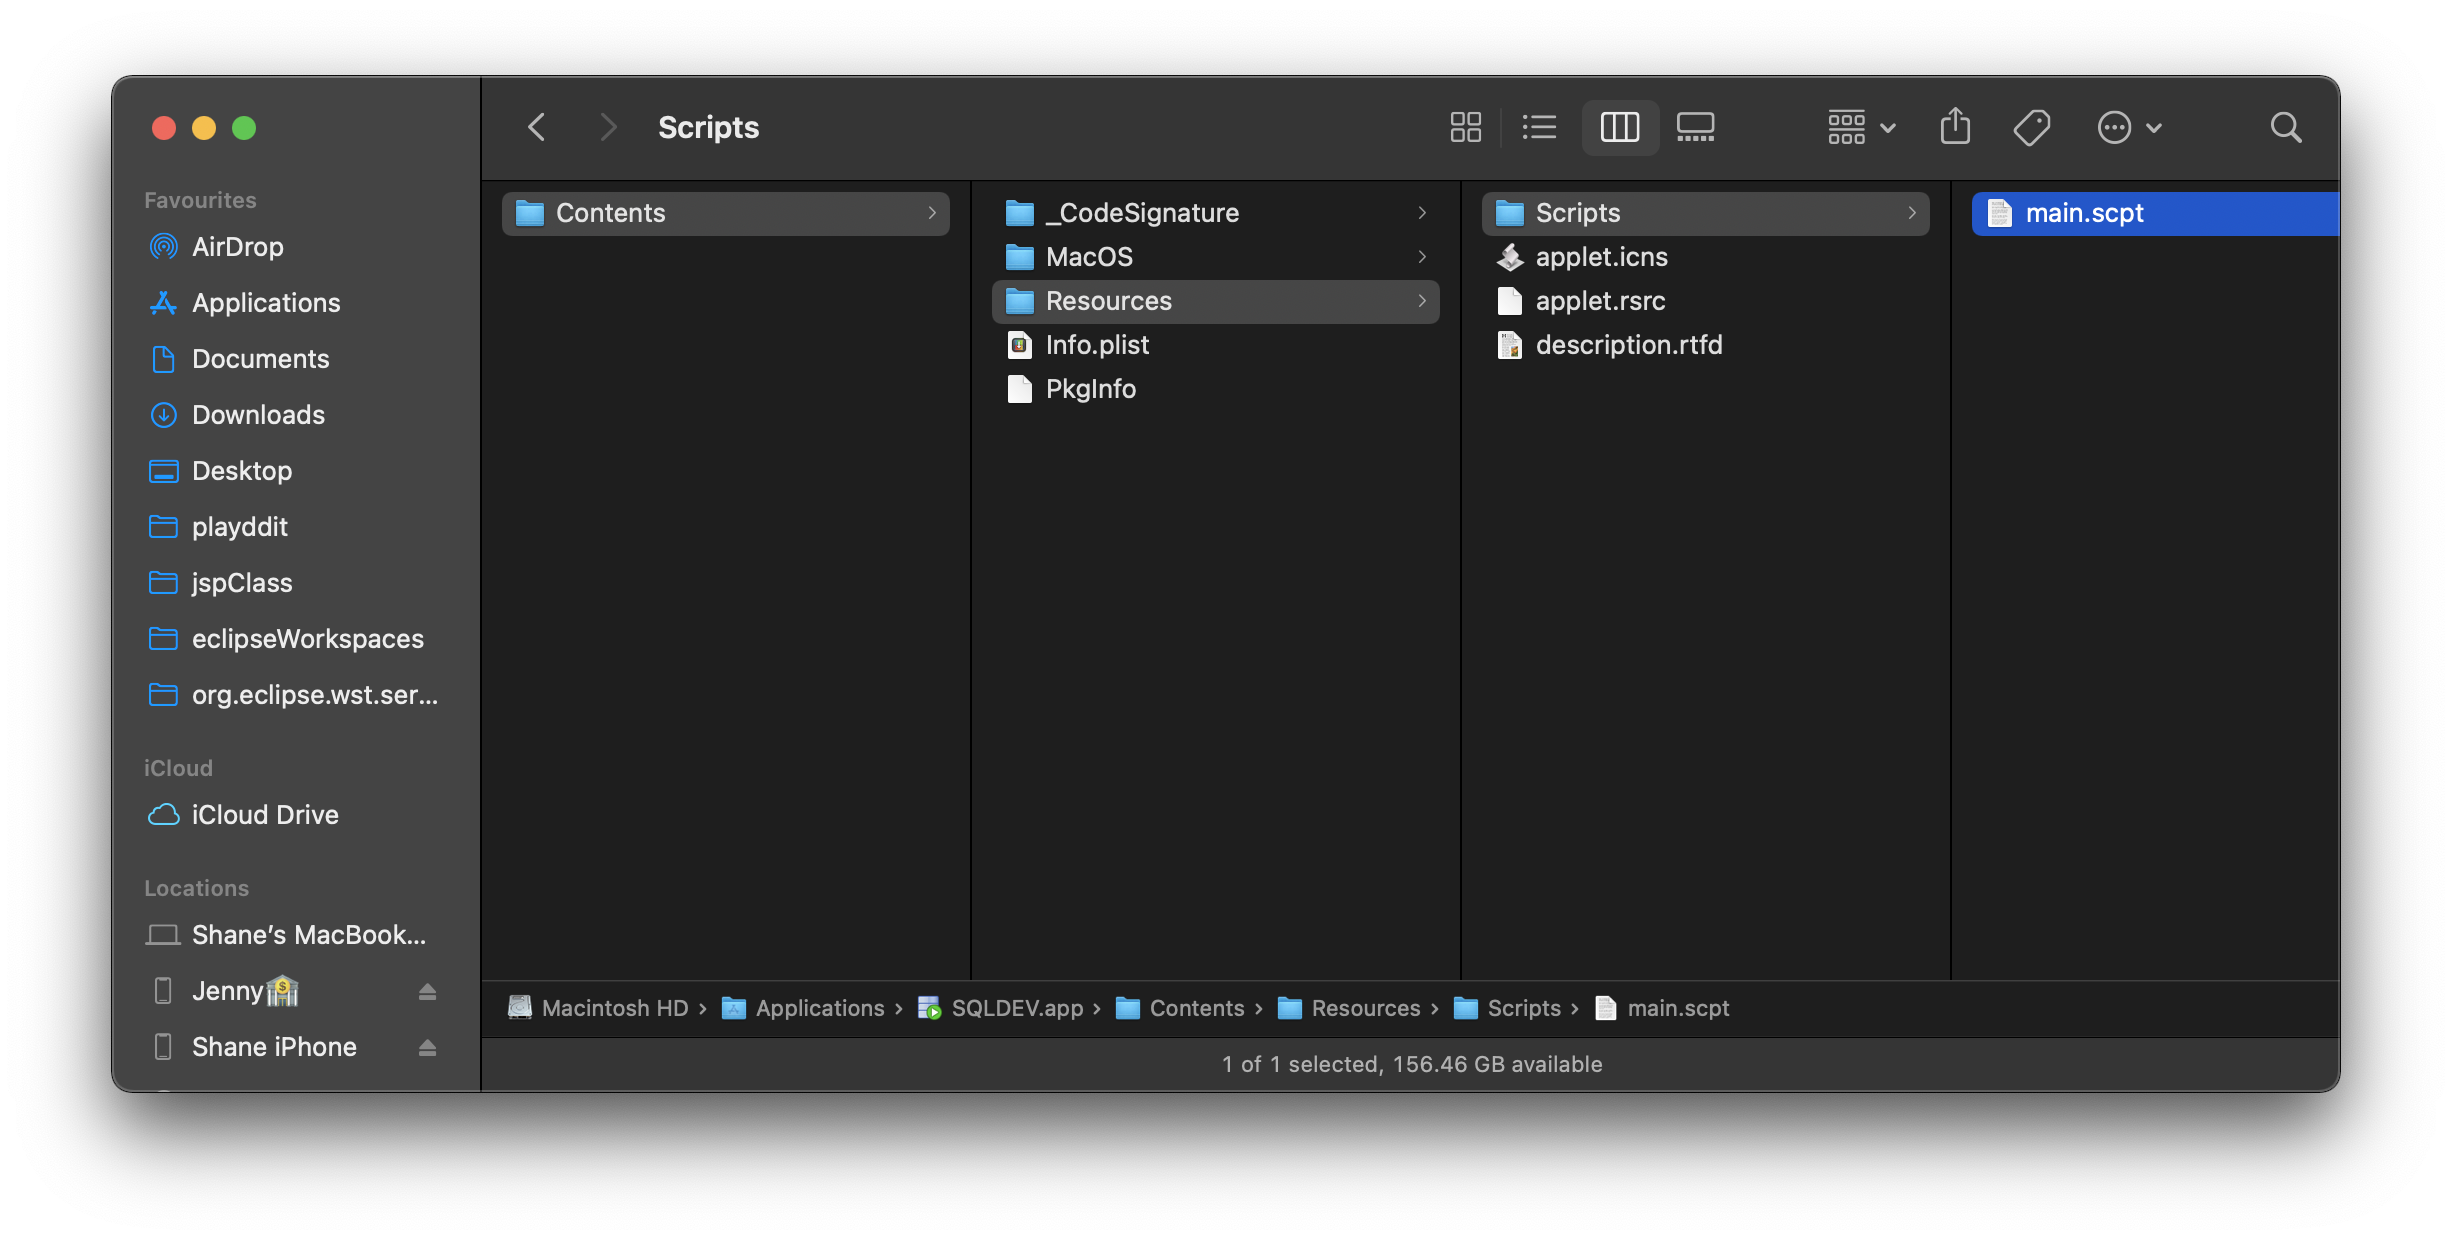 Scripts
Favourites
AirDrop
Applications
Documents
Downloads
Desktop
playddit
jspClass
eclipseWorkspaces
org.eclipse.wst.ser...
iCloud
iCloud Drive
Locations
Shane’s MacBook...
Jenny
Shane iPhone
Contents
_CodeSignature
MacOS
Resources
Info.plist
PkgInfo
Scripts
applet.icns
applet.rsrc
description.rtfd
main.scpt
Macintosh HD › Applications › SQLDEV.app › Contents › Resources › Scripts › main.scpt
1 of 1 selected, 156.46 GB available